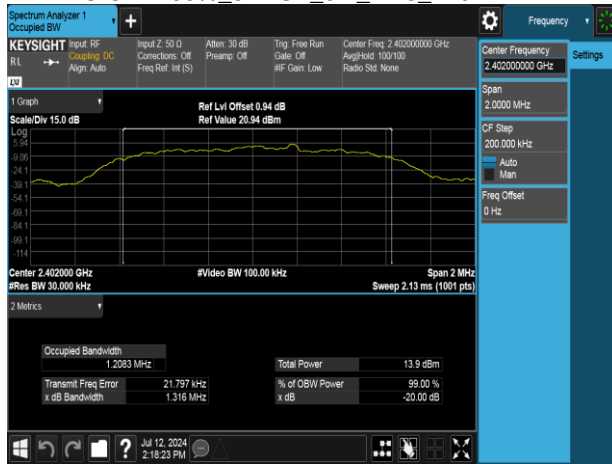 Spectrum Analyzer 1
Occupied BW
Frequency
KEYSIGHT
RL
LXI
Input: RF
Coupling: DC
Align: Auto
Input Z: 50 Ω
Corrections: Off
Freq Ref: Int (S)
Atten: 30 dB
Preamp: Off
Trig: Free Run
Gate: Off
#IF Gain: Low
Center Freq: 2.402000000 GHz
Avg|Hold: 100/100
Radio Std: None
Center Frequency
2.402000000 GHz
Settings
Span
2.0000 MHz
CF Step
200.000 kHz
Auto
Man
Freq Offset
0 Hz
1 Graph
Scale/Div 15.0 dB
Ref Lvl Offset 0.94 dB
Ref Value 20.94 dBm
Log
5.94
-9.06
-24.1
-39.1
-54.1
-69.1
-84.1
-99.1
-114
Center 2.402000 GHz
#Video BW 100.00 kHz
Span 2 MHz
#Res BW 30.000 kHz
Sweep 2.13 ms (1001 pts)
2 Metrics
Occupied Bandwidth
1.2083 MHz
Total Power 13.9 dBm
Transmit Freq Error 21.797 kHz
% of OBW Power 99.00 %
x dB Bandwidth 1.316 MHz
x dB -20.00 dB
Jul 12, 2024
2:18:23 PM